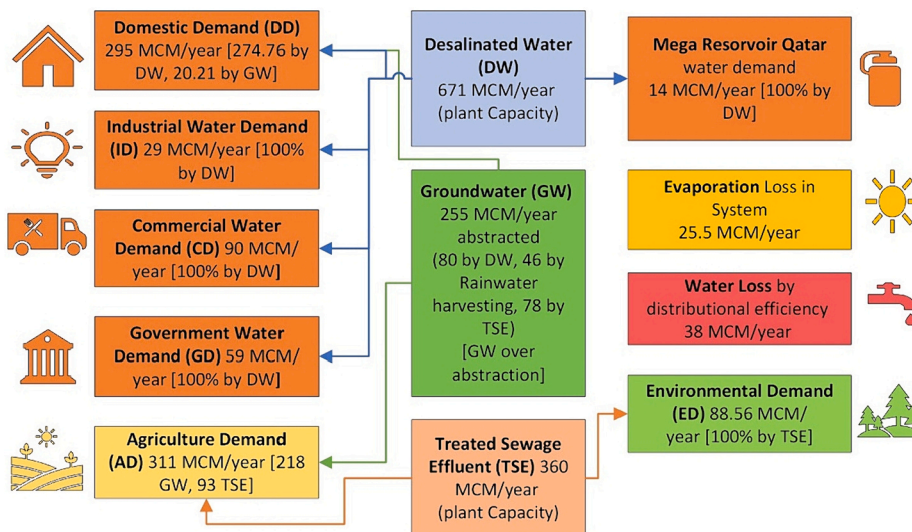 Domestic Demand (DD)
295 MCM/year [274.76 by
DW, 20.21 by GW]
Industrial Water Demand
(ID) 29 MCM/year [100%
by DW]
Commercial Water
Demand (CD) 90 MCM/
year [100% by DW]
Government Water
Demand (GD) 59 MCM/
year [100% by DW]
Agriculture Demand
(AD) 311 MCM/year [218
GW, 93 TSE]
Desalinated Water
(DW)
671 MCM/year
(plant Capacity)
Groundwater (GW)
255 MCM/year
abstracted
(80 by DW, 46 by
Rainwater
harvesting, 78 by
TSE)
[GW over
abstraction]
Treated Sewage
Effluent (TSE) 360
MCM/year
(plant Capacity)
Mega Resorvoir Qatar
water demand
14 MCM/year [100% by
DW]
Evaporation Loss in
System
25.5 MCM/year
Water Loss by
distributional efficiency
38 MCM/year
Environmental Demand
(ED) 88.56 MCM/
year [100% by TSE]